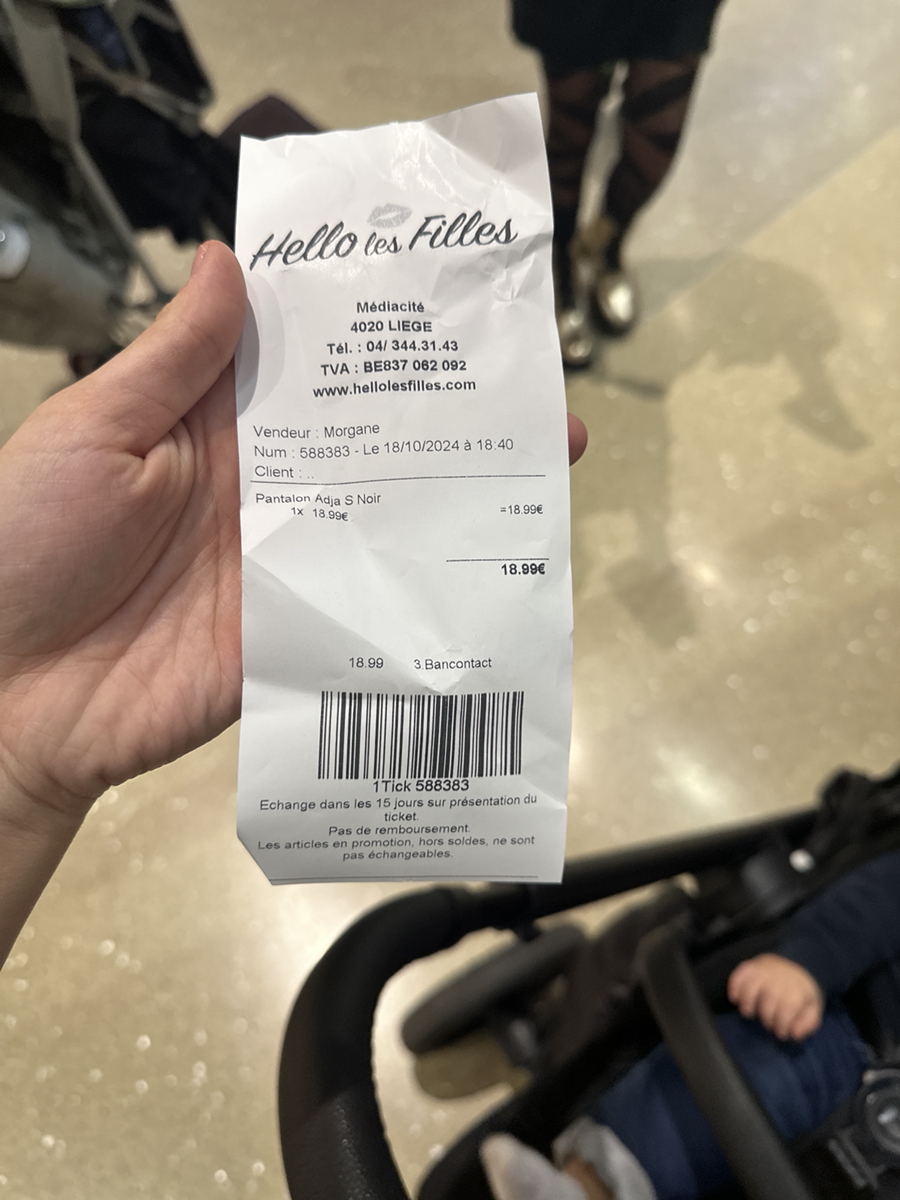 Hello les Filles
Médiacité
4020 LIEGE
Tél. : 04/ 344.31.43
TVA : BE837 062 092
www.hellolesfilles.com
Vendeur : Morgane
Num : 588383 - Le 18/10/2024 à 18:40
Client : ..
Pantalon Adja S Noir
1x 18.99€ =18.99€
18.99€
18.99 3.Bancontact
1Tick 588383
Echange dans les 15 jours sur présentation du
ticket.
Pas de remboursement.
Les articles en promotion, hors soldes, ne sont
pas échangeables.